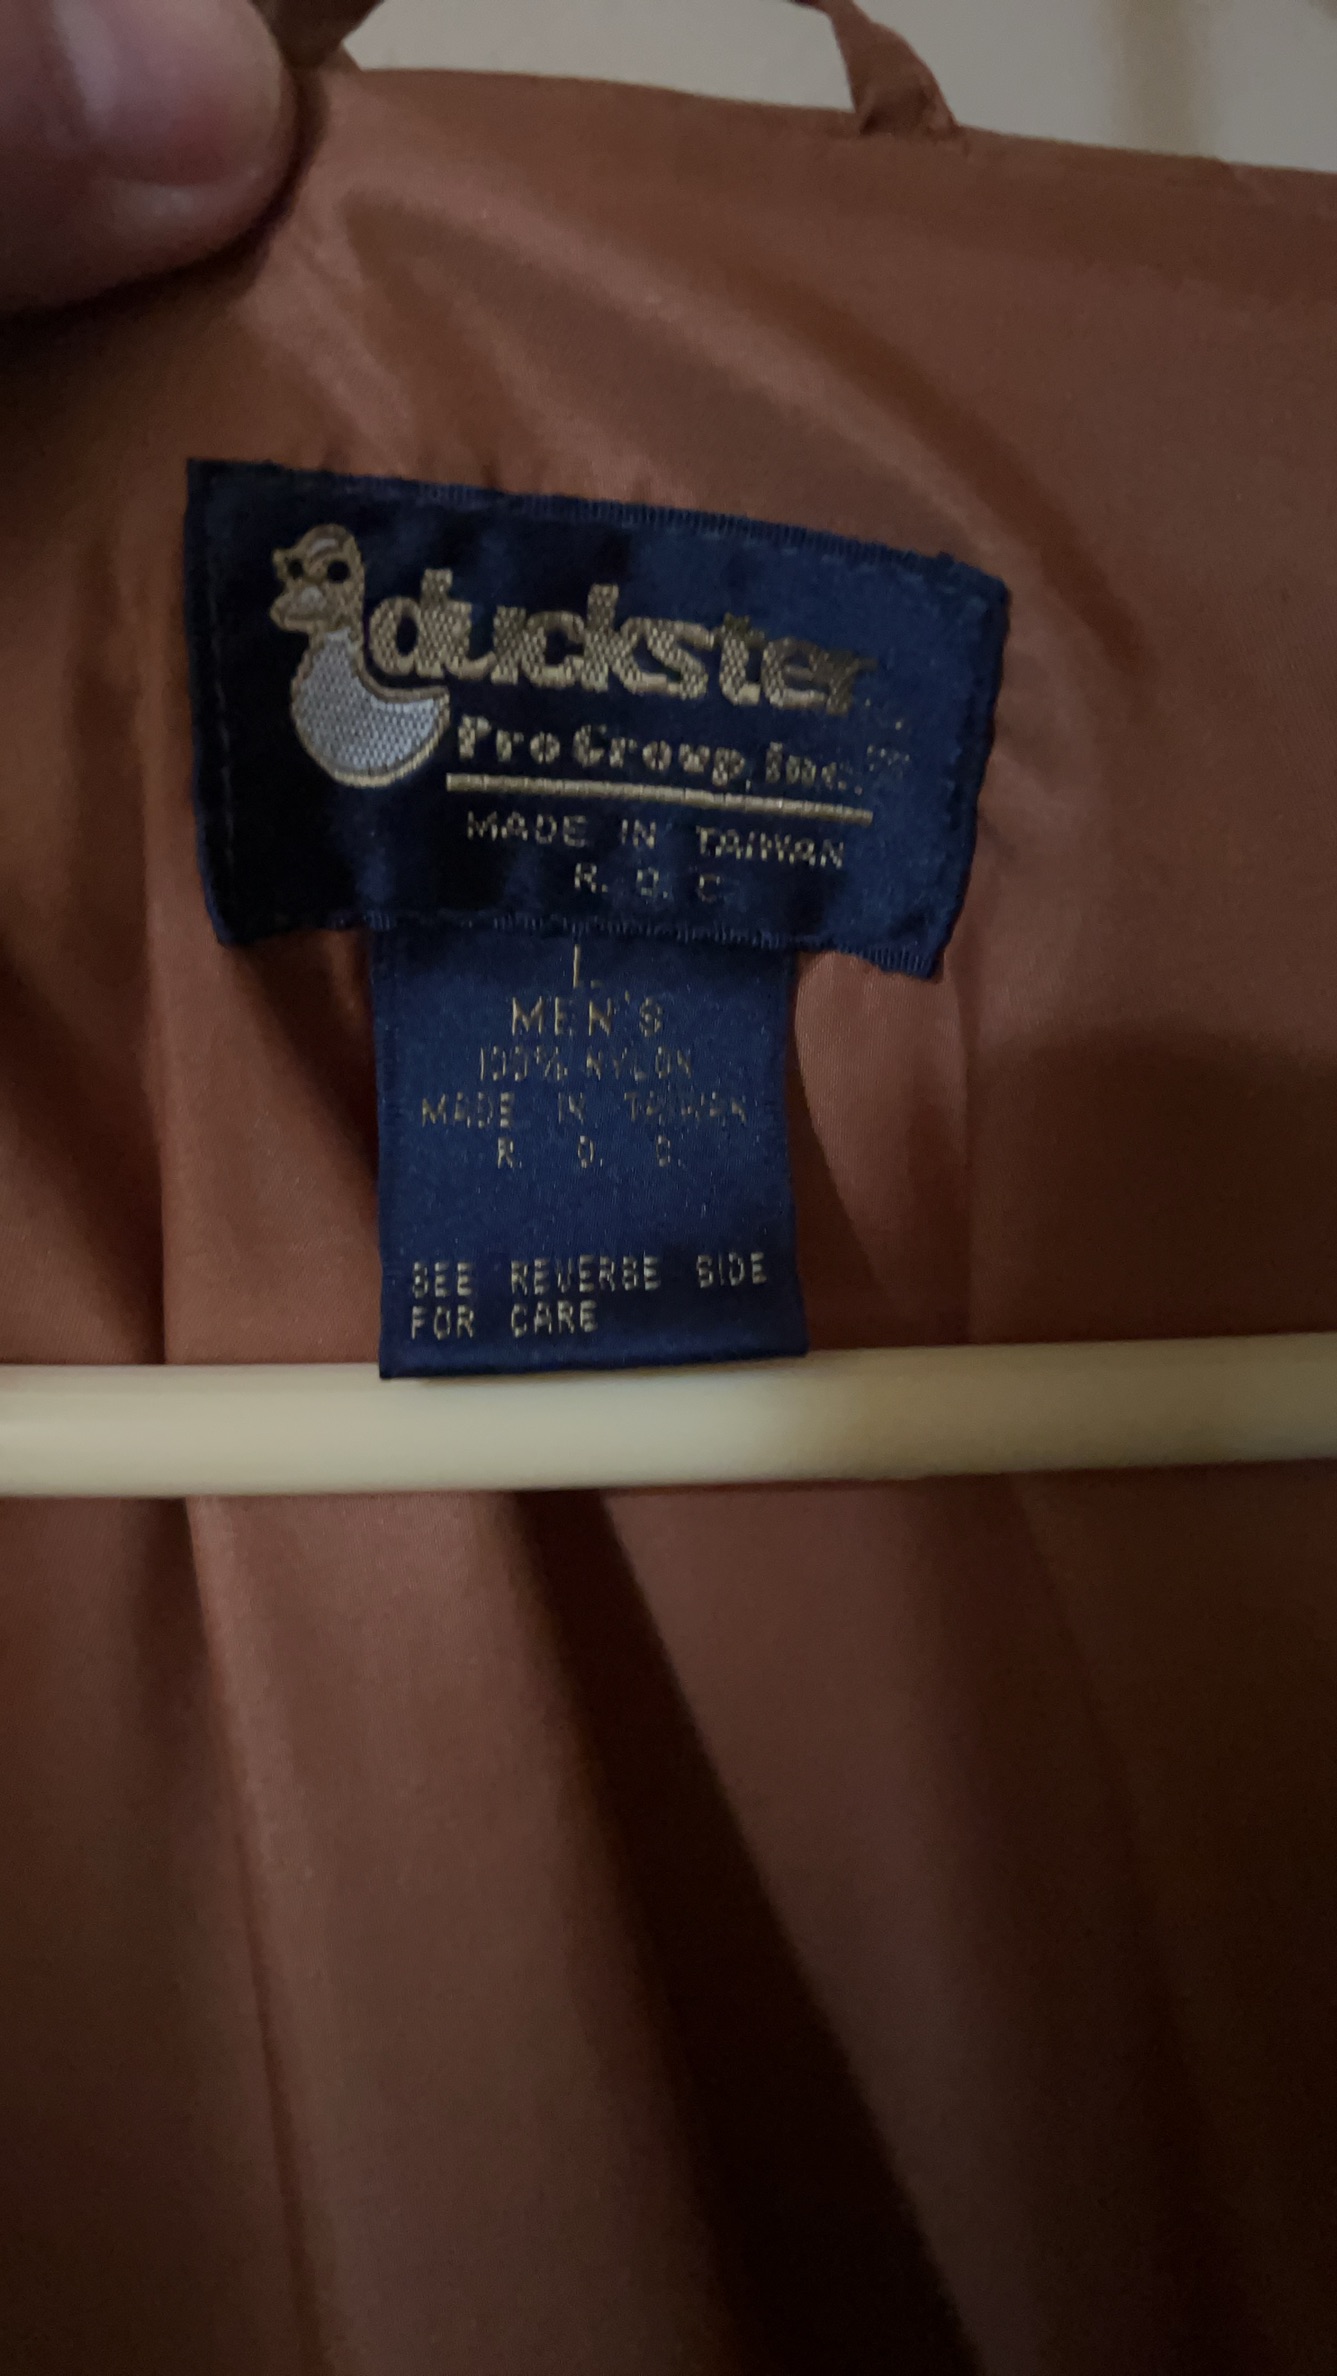 duckster
Pro Group, Inc.
MADE IN TAIWAN
R. O. C.
L
MEN'S
100% NYLON
MADE IN TAIWAN
R. O. C.
SEE REVERSE SIDE
FOR CARE